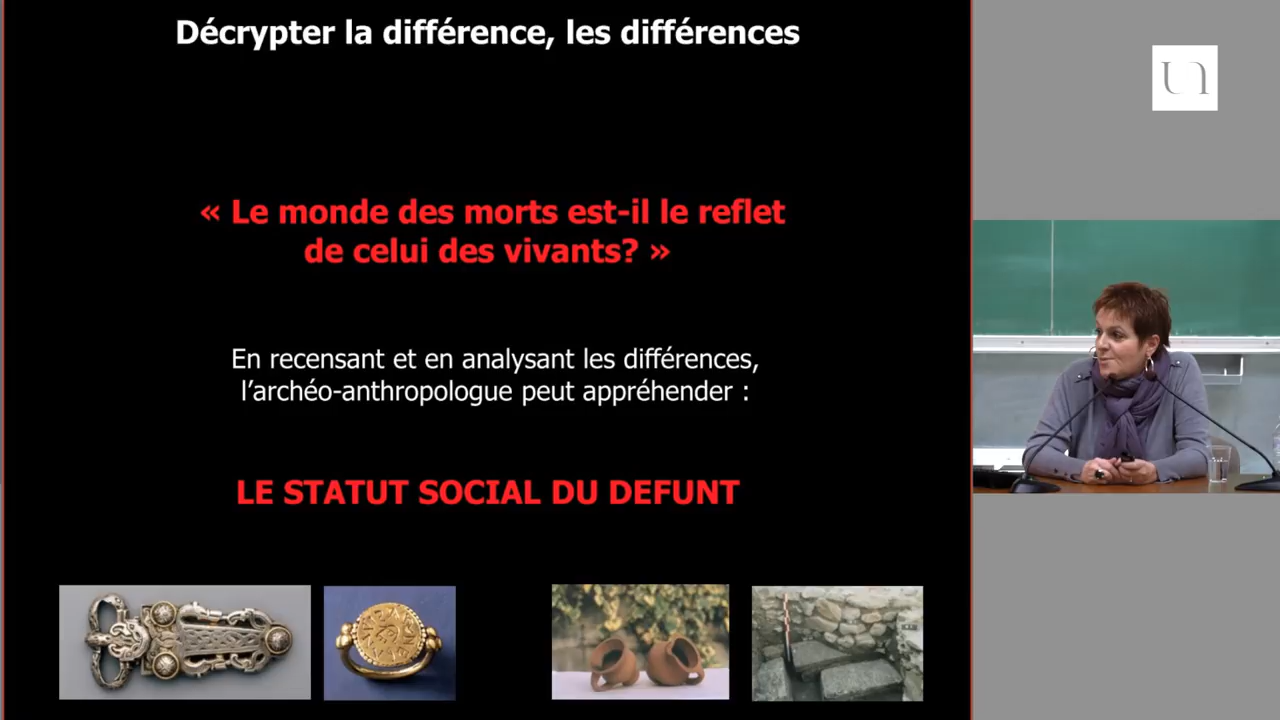 Décrypter la différence, les différences
« Le monde des morts est-il le reflet
de celui des vivants? »
En recensant et en analysant les différences,
l’archéo-anthropologue peut appréhender :
LE STATUT SOCIAL DU DEFUNT